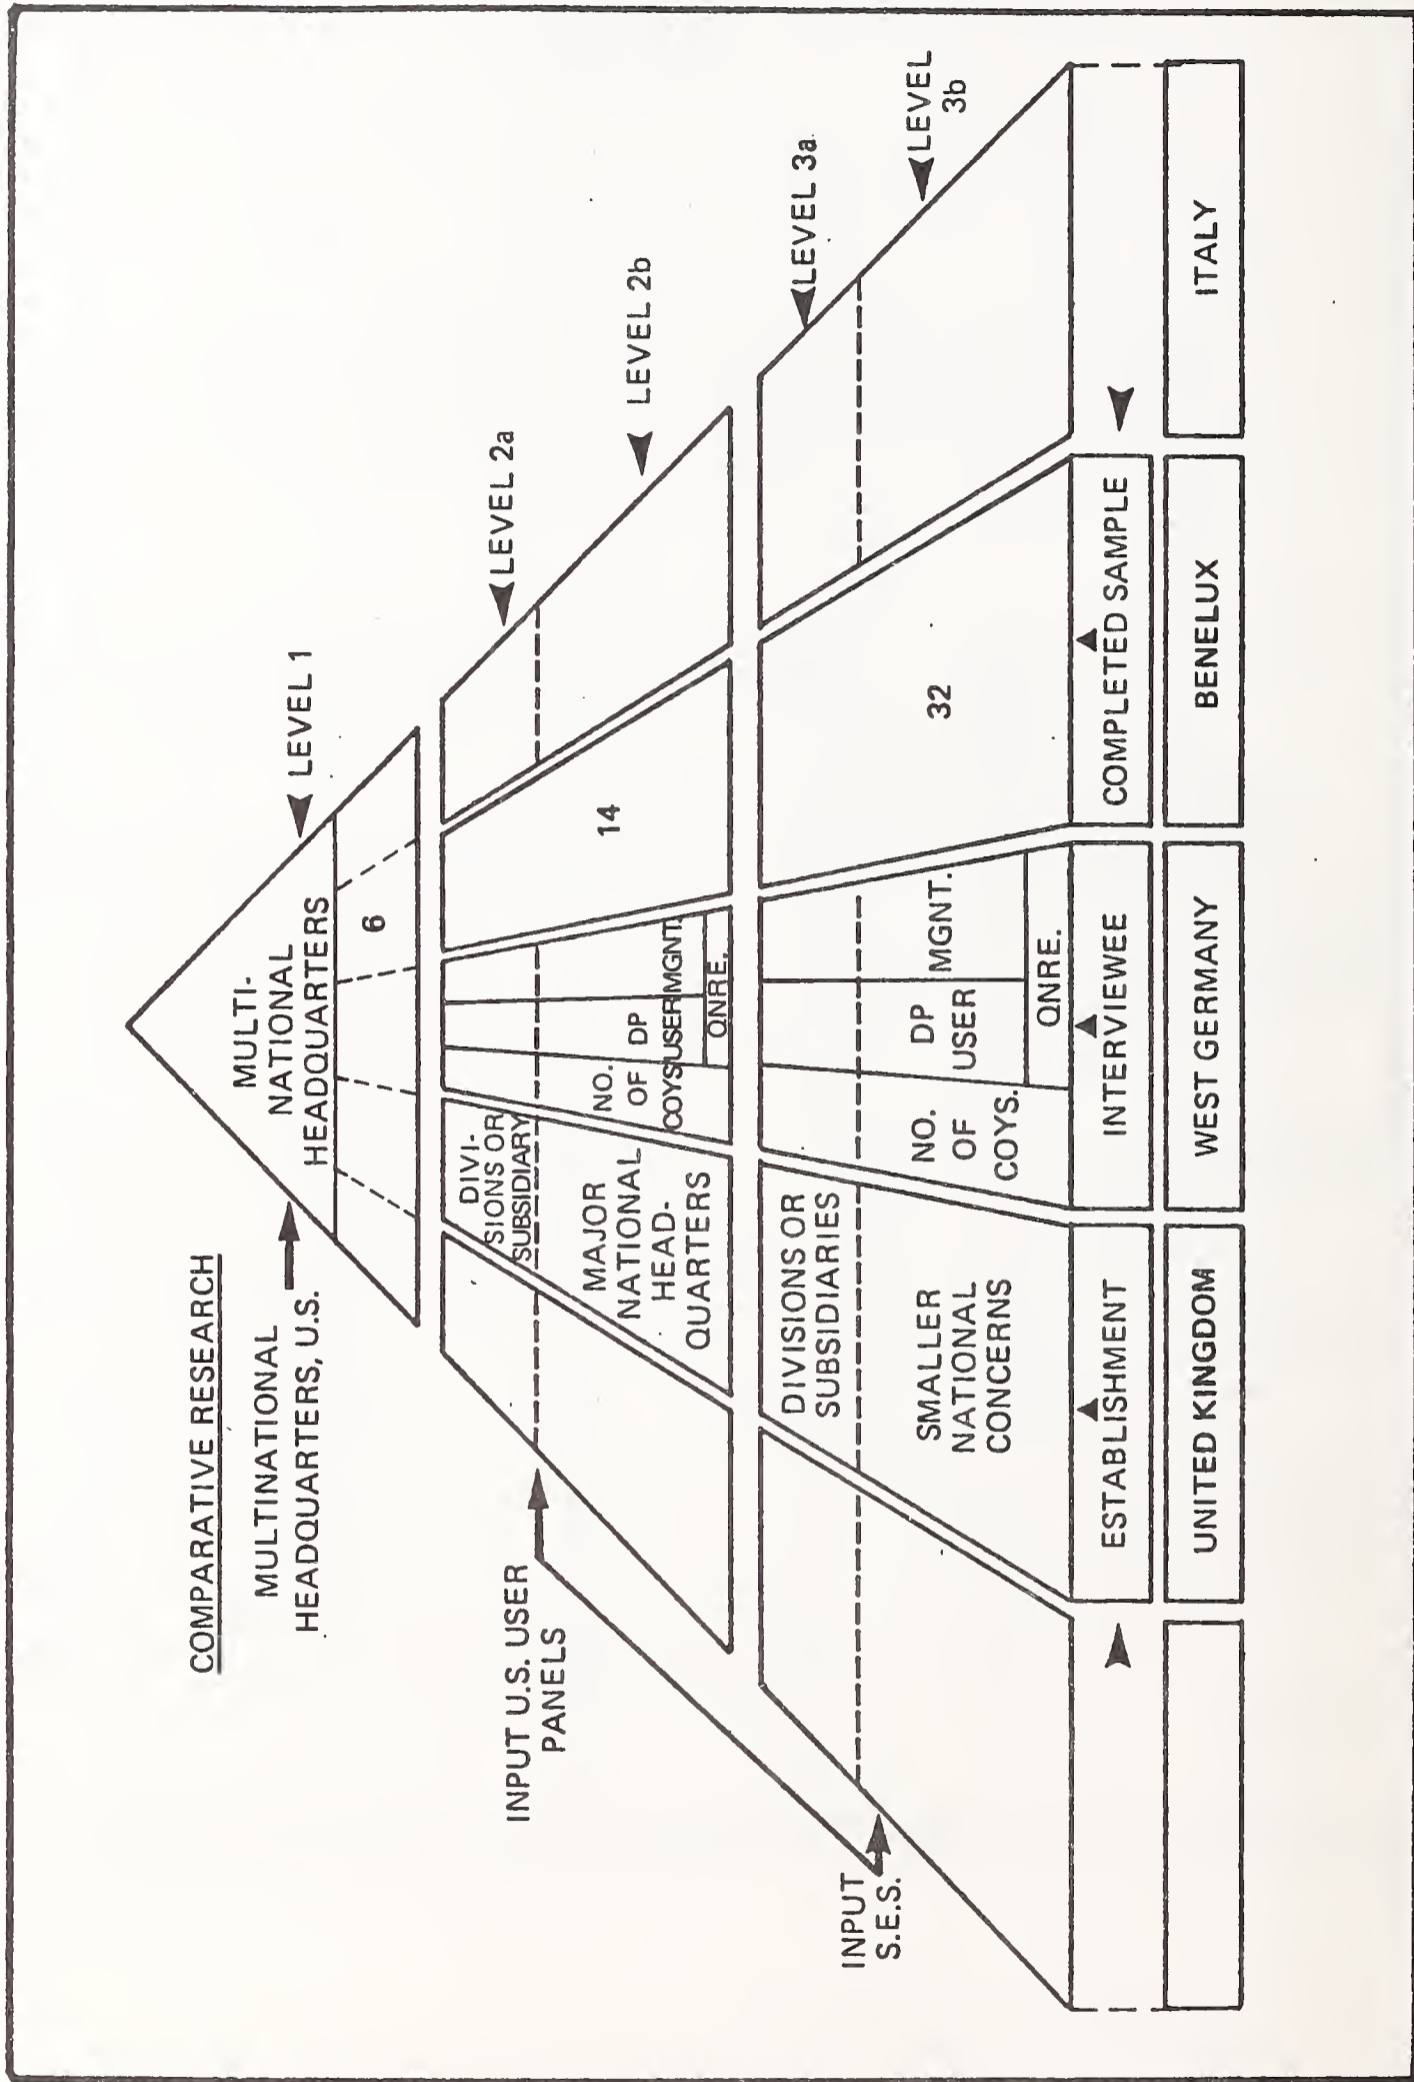 COMPARATIVE RESEARCH
MULTINATIONAL
HEADQUARTERS, U.S.
MULTI-
NATIONAL
HEADQUARTERS
LEVEL 1
6
INPUT U.S. USER
PANELS
DIVI-
SIONS OR
SUBSIDIARY
MAJOR
NATIONAL
HEAD-
QUARTERS
NO.
OF
COYS
DP
USER
MGNT.
QNRE.
14
LEVEL 2a
LEVEL 2b
INPUT
S.E.S.
DIVISIONS OR
SUBSIDIARIES
SMALLER
NATIONAL
CONCERNS
NO.
OF
COYS.
DP
USER
MGNT.
QNRE.
32
LEVEL 3a
LEVEL
3b
ESTABLISHMENT
INTERVIEWEE
COMPLETED SAMPLE
UNITED KINGDOM
WEST GERMANY
BENELUX
ITALY